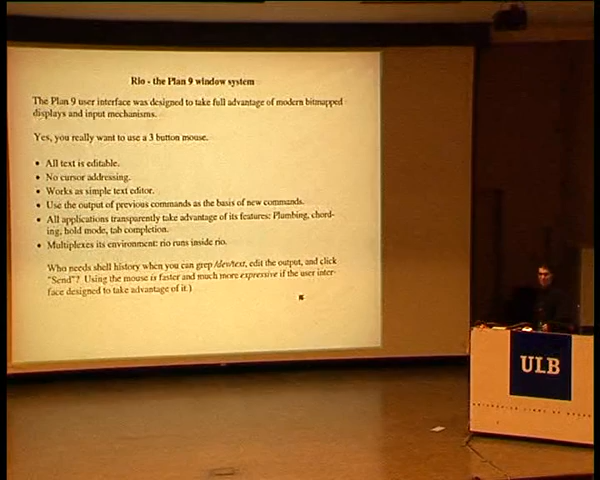 Rio - the Plan 9 window system
The Plan 9 user interface was designed to take full advantage of modern bitmapped
displays and input mechanisms.
Yes, you really want to use a 3 button mouse.
• All text is editable.
• No cursor addressing.
• Works as simple text editor.
• Use the output of previous commands as the basis of new commands.
• All applications transparently take advantage of its features: Plumbing, chord-
ing, hold mode, tab completion.
• Multiplexes its environment: rio runs inside rio.
Who needs shell history when you can grep /dev/text, edit the output, and click
"Send"? Using the mouse is faster and much more expressive if the user inter-
face designed to take advantage of it.)
ULB